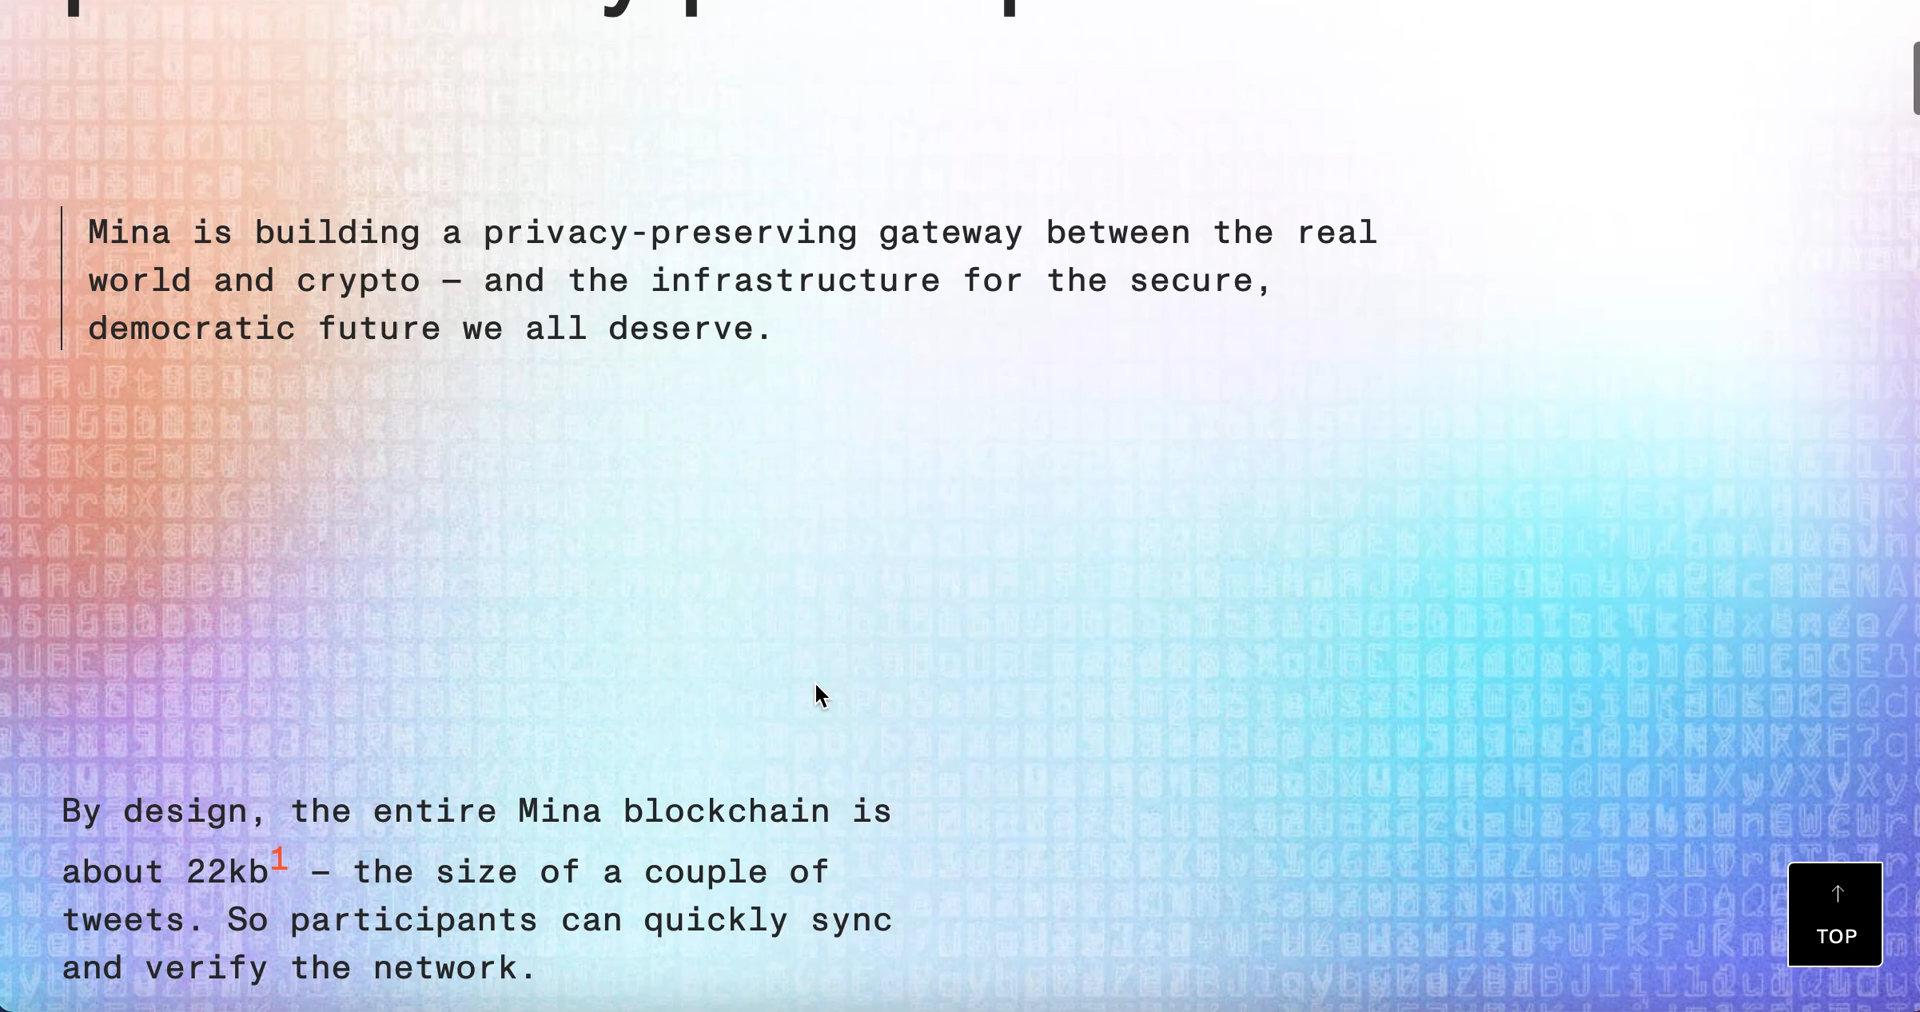 Mina is building a privacy-preserving gateway between the real
world and crypto — and the infrastructure for the secure,
democratic future we all deserve.
By design, the entire Mina blockchain is
about 22kb1 — the size of a couple of
tweets. So participants can quickly sync
and verify the network.
↑
TOP